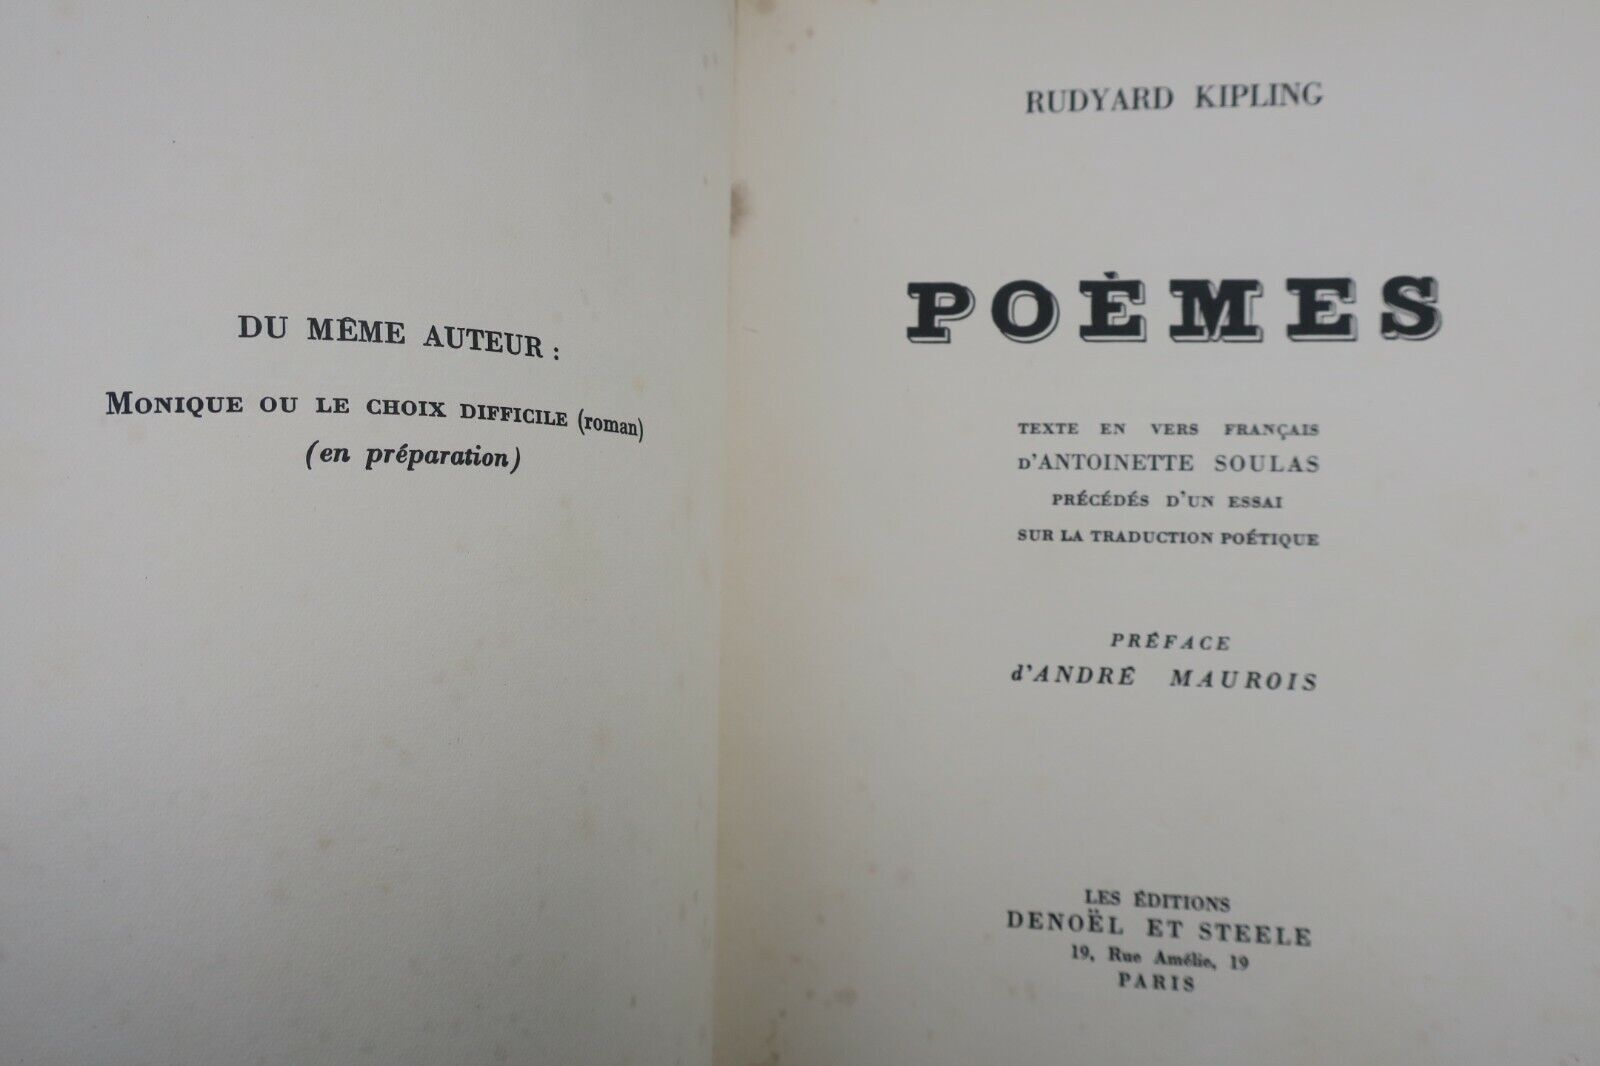 DU MÊME AUTEUR :
MONIQUE OU LE CHOIX DIFFICILE (roman)
(en préparation)
RUDYARD KIPLING
POÈMES
TEXTE EN VERS FRANÇAIS
D'ANTOINETTE SOULAS
PRÉCÉDÉS D'UN ESSAI
SUR LA TRADUCTION POÉTIQUE
PRÉFACE
d'ANDRÉ MAUROIS
LES ÉDITIONS
DENOËL ET STEELE
19, Rue Amélie, 19
PARIS